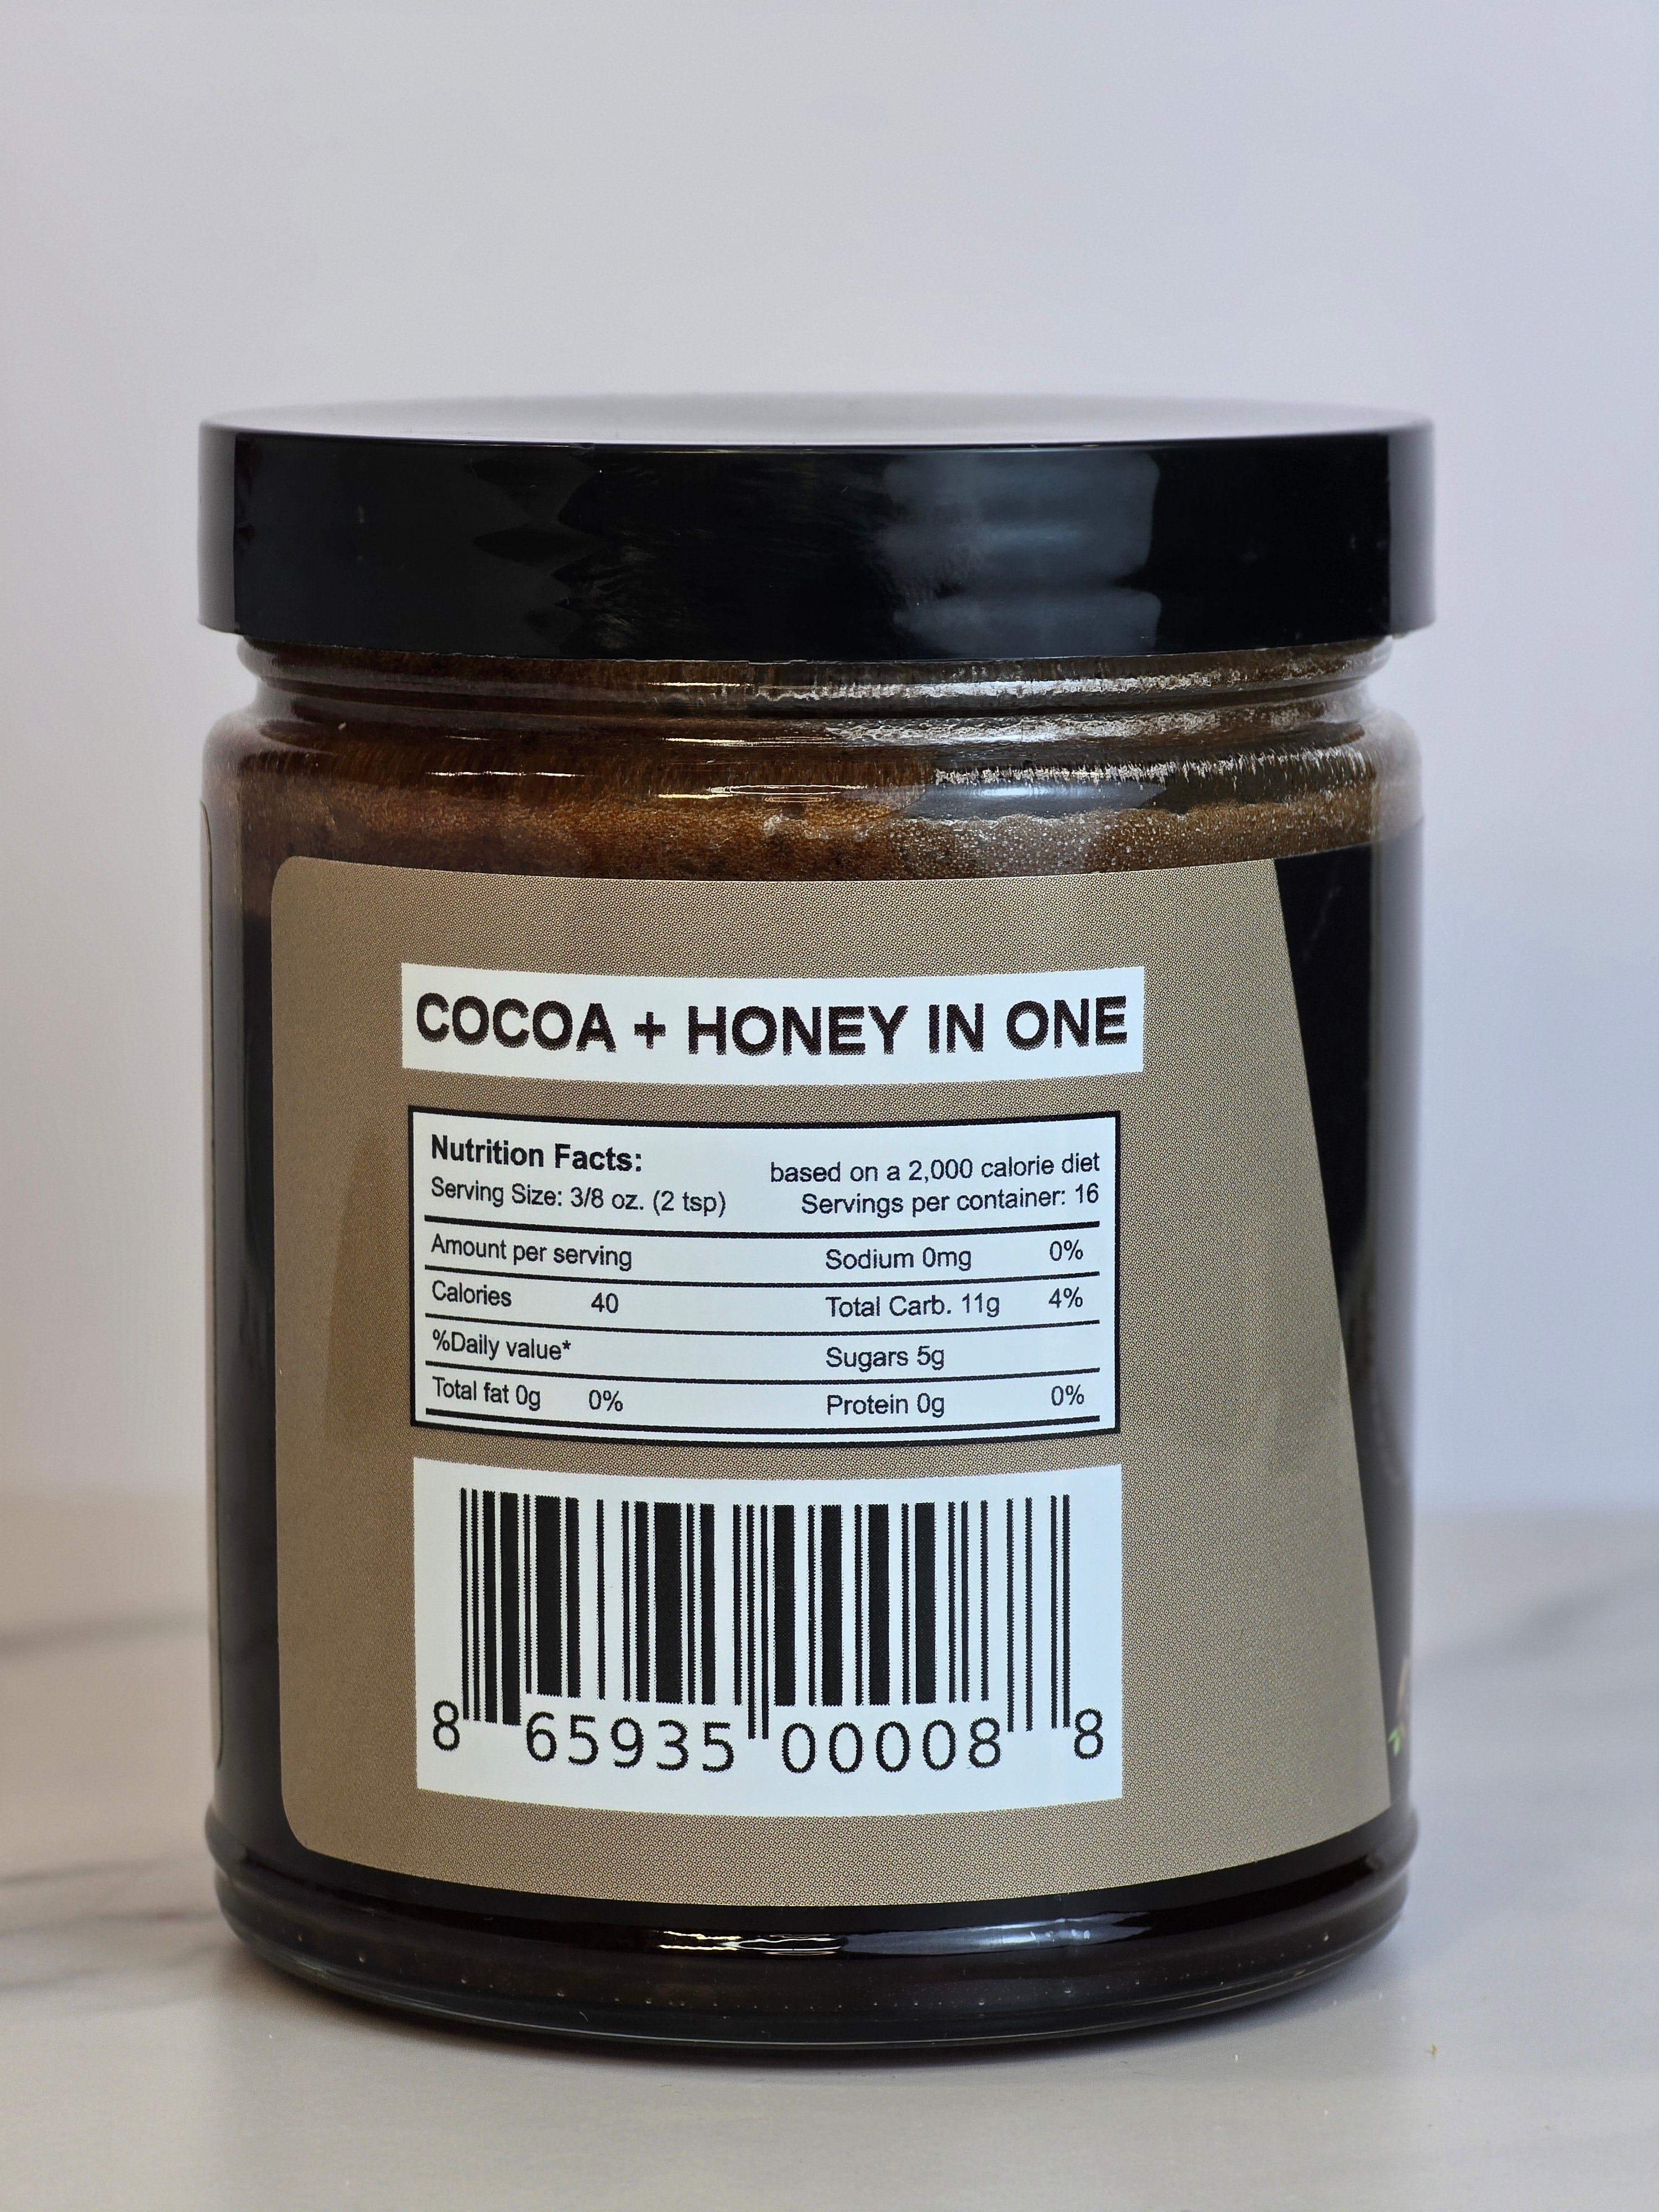 COCOA + HONEY IN ONE
Nutrition Facts:
based on a 2,000 calorie diet
Serving Size: 3/8 oz. (2 tsp)
Servings per container: 16
Amount per serving
Sodium 0mg 0%
Calories 40
Total Carb. 11g 4%
%Daily value*
Sugars 5g
Total fat 0g 0%
Protein 0g 0%
8 65935 00008 8